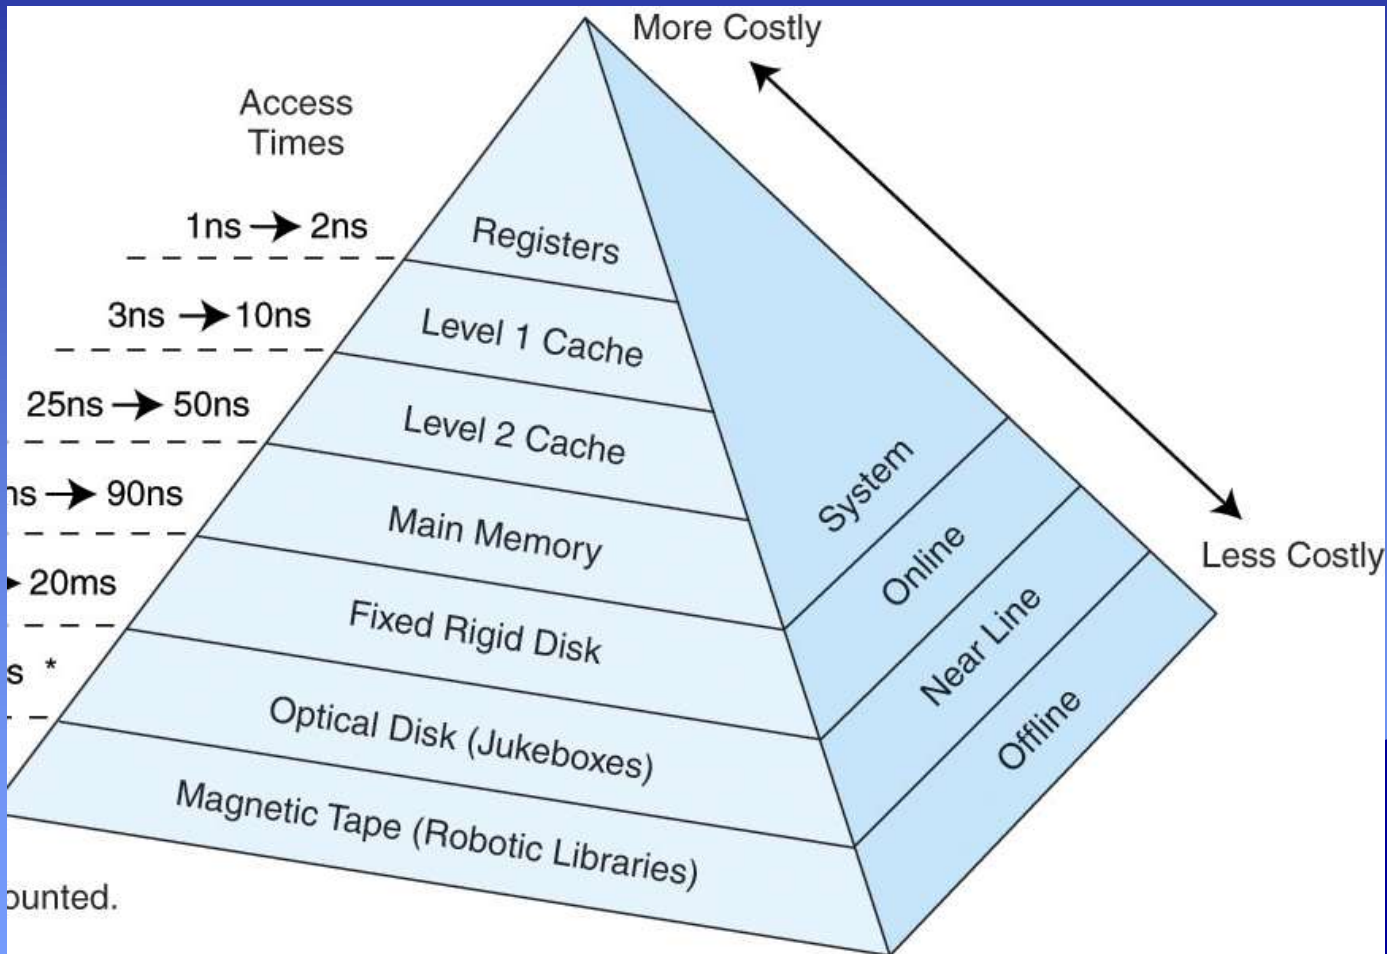 More Costly
Access
Times
1ns → 2ns
Registers
3ns → 10ns
Level 1 Cache
25ns → 50ns
Level 2 Cache
→ 90ns
Main Memory
System
Online
Less Costly
20ms
Fixed Rigid Disk
Near Line
*
Optical Disk (Jukeboxes)
Offline
Magnetic Tape (Robotic Libraries)